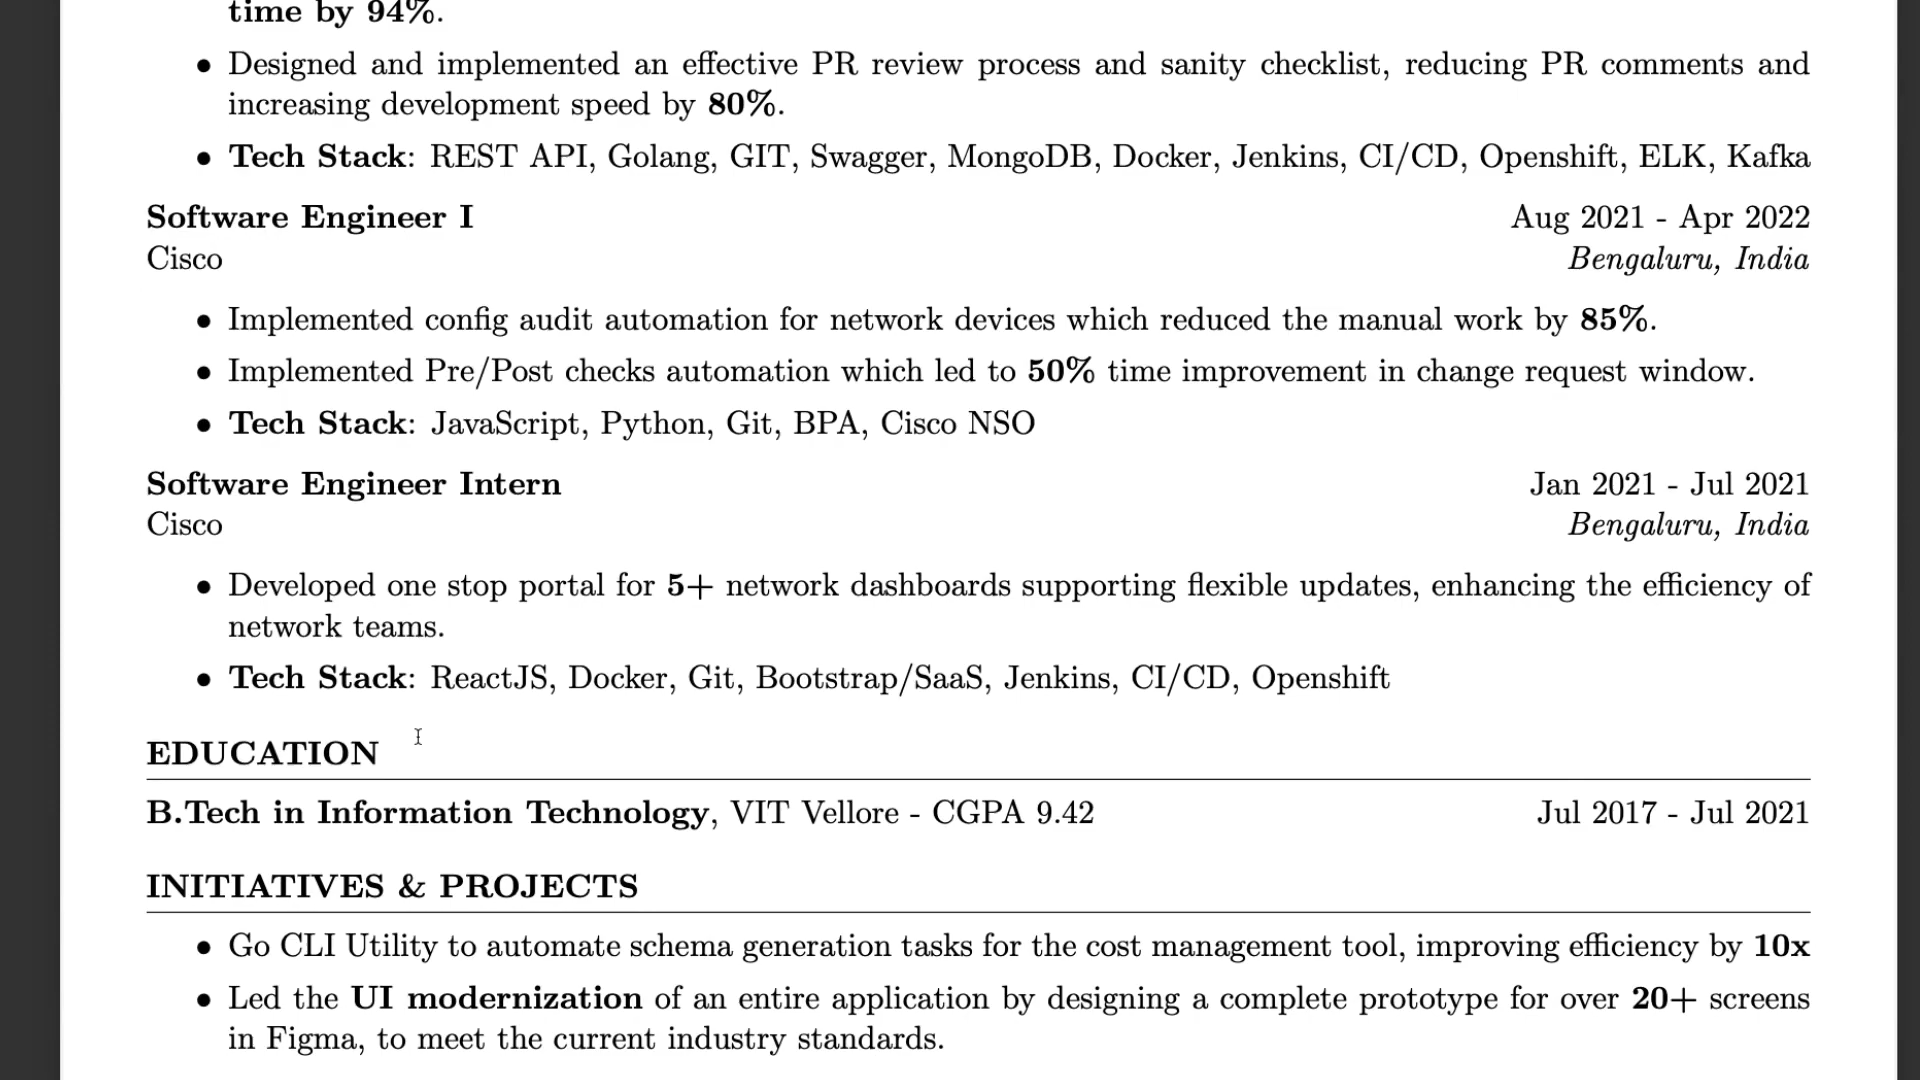 time by 94%.
• Designed and implemented an effective PR review process and sanity checklist, reducing PR comments and
increasing development speed by 80%.
• Tech Stack: REST API, Golang, GIT, Swagger, MongoDB, Docker, Jenkins, CI/CD, Openshift, ELK, Kafka
Software Engineer I Aug 2021 - Apr 2022
Cisco Bengaluru, India
• Implemented config audit automation for network devices which reduced the manual work by 85%.
• Implemented Pre/Post checks automation which led to 50% time improvement in change request window.
• Tech Stack: JavaScript, Python, Git, BPA, Cisco NSO
Software Engineer Intern Jan 2021 - Jul 2021
Cisco Bengaluru, India
• Developed one stop portal for 5+ network dashboards supporting flexible updates, enhancing the efficiency of
network teams.
• Tech Stack: ReactJS, Docker, Git, Bootstrap/SaaS, Jenkins, CI/CD, Openshift
EDUCATION
B.Tech in Information Technology, VIT Vellore - CGPA 9.42 Jul 2017 - Jul 2021
INITIATIVES & PROJECTS
• Go CLI Utility to automate schema generation tasks for the cost management tool, improving efficiency by 10x
• Led the UI modernization of an entire application by designing a complete prototype for over 20+ screens
in Figma, to meet the current industry standards.